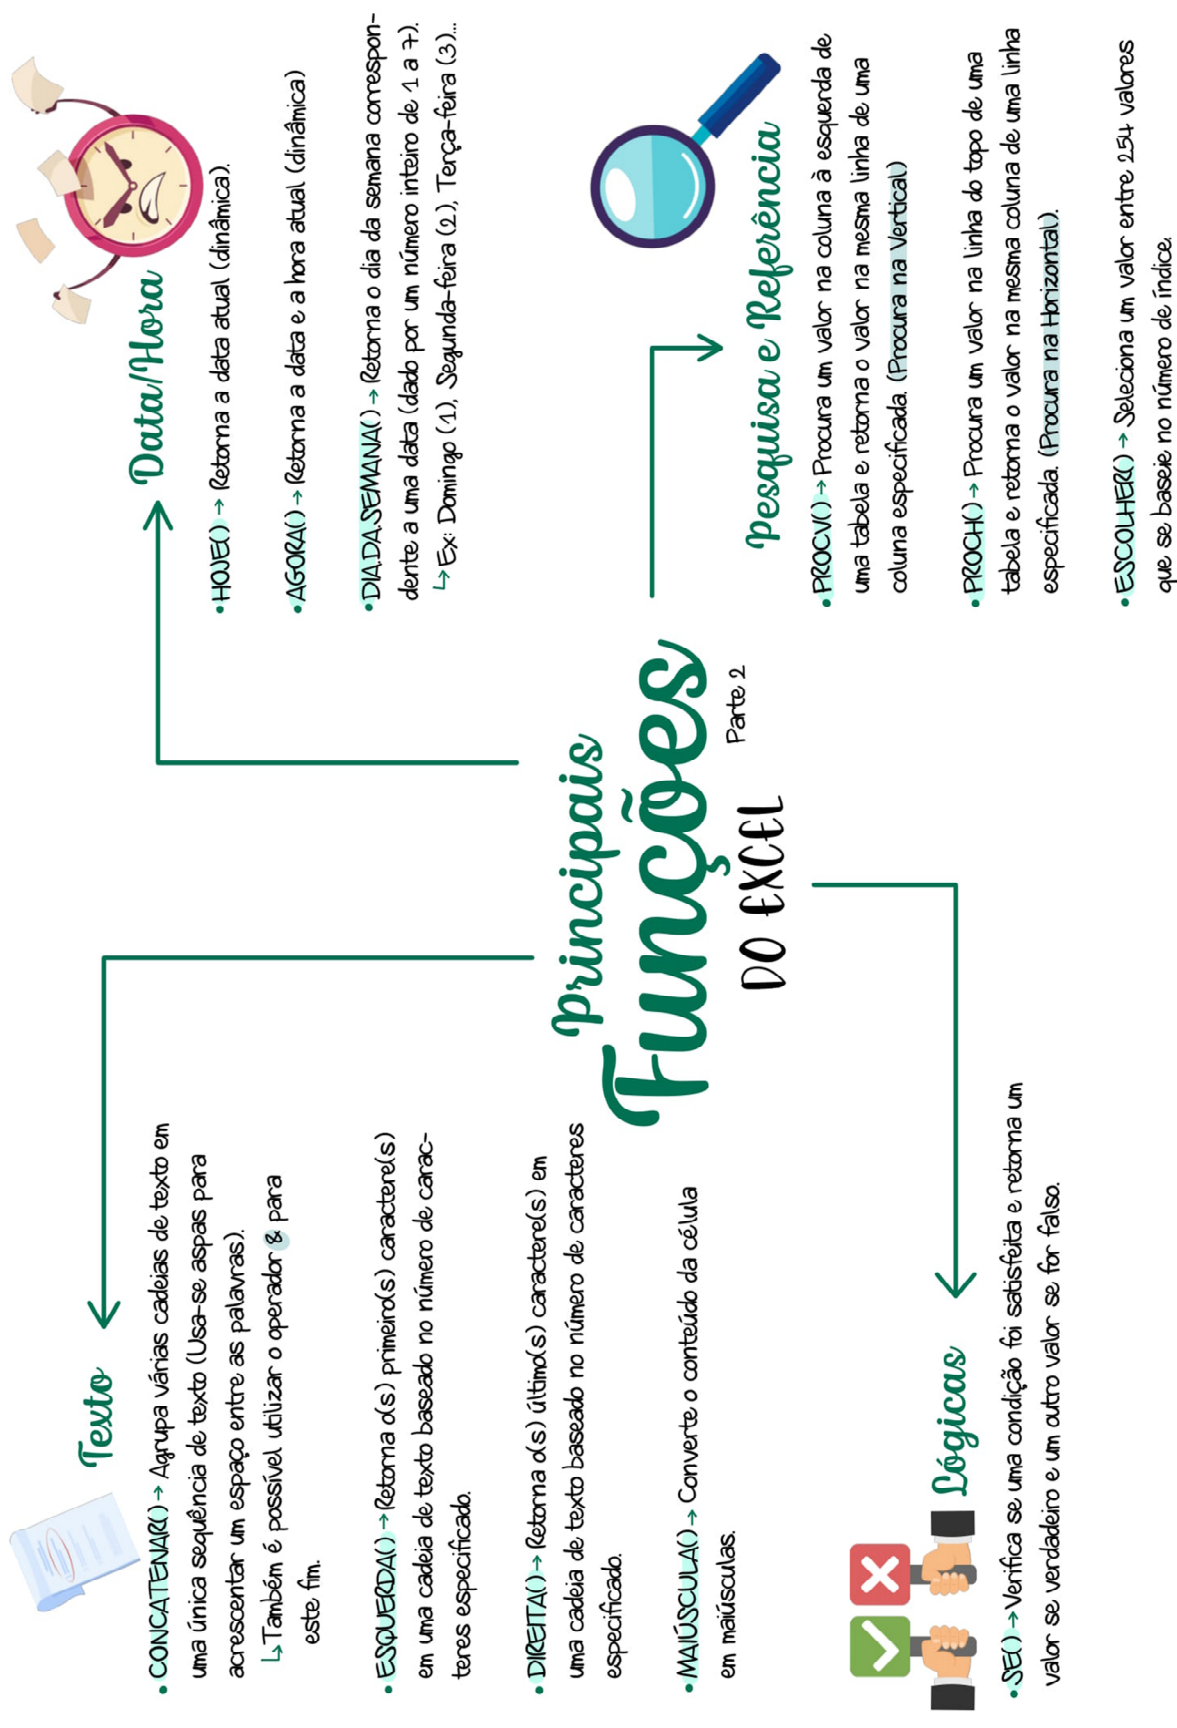 Principais
Funções
DO EXCEL
Parte 2
Texto
• CONCATENAR() → Agrupa várias cadeias de texto em
uma única sequência de texto (Usa-se aspas para
acrescentar um espaço entre as palavras).
↳ Também é possível utilizar o operador & para
este fim.
• ESQUERDA() → Retorna o(s) primeiro(s) caractere(s)
em uma cadeia de texto baseado no número de carac-
teres especificado.
• DIREITA() → Retorna o(s) último(s) caractere(s) em
uma cadeia de texto baseado no número de caracteres
especificado.
• MAIÚSCULA() → Converte o conteúdo da célula
em maiúsculas.
Data/Hora
• HOJE() → Retorna a data atual (dinâmica).
• AGORA() → Retorna a data e a hora atual (dinâmica)
• DIA.DA.SEMANA() → Retorna o dia da semana correspon-
dente a uma data (dado por um número inteiro de 1 a 7).
↳ Ex: Domingo (1), Segunda-feira (2), Terça-feira (3)...
Lógicas
• SE() → Verifica se uma condição foi satisfeita e retorna um
valor se verdadeiro e um outro valor se for falso.
Pesquisa e Referência
• PROCV() → Procura um valor na coluna à esquerda de
uma tabela e retorna o valor na mesma linha de uma
coluna especificada. (Procura na Vertical)
• PROCH() → Procura um valor na linha do topo de uma
tabela e retorna o valor na mesma coluna de uma linha
especificada. (Procura na Horizontal).
• ESCOLHER() → Seleciona um valor entre 254 valores
que se baseie no número de índice.